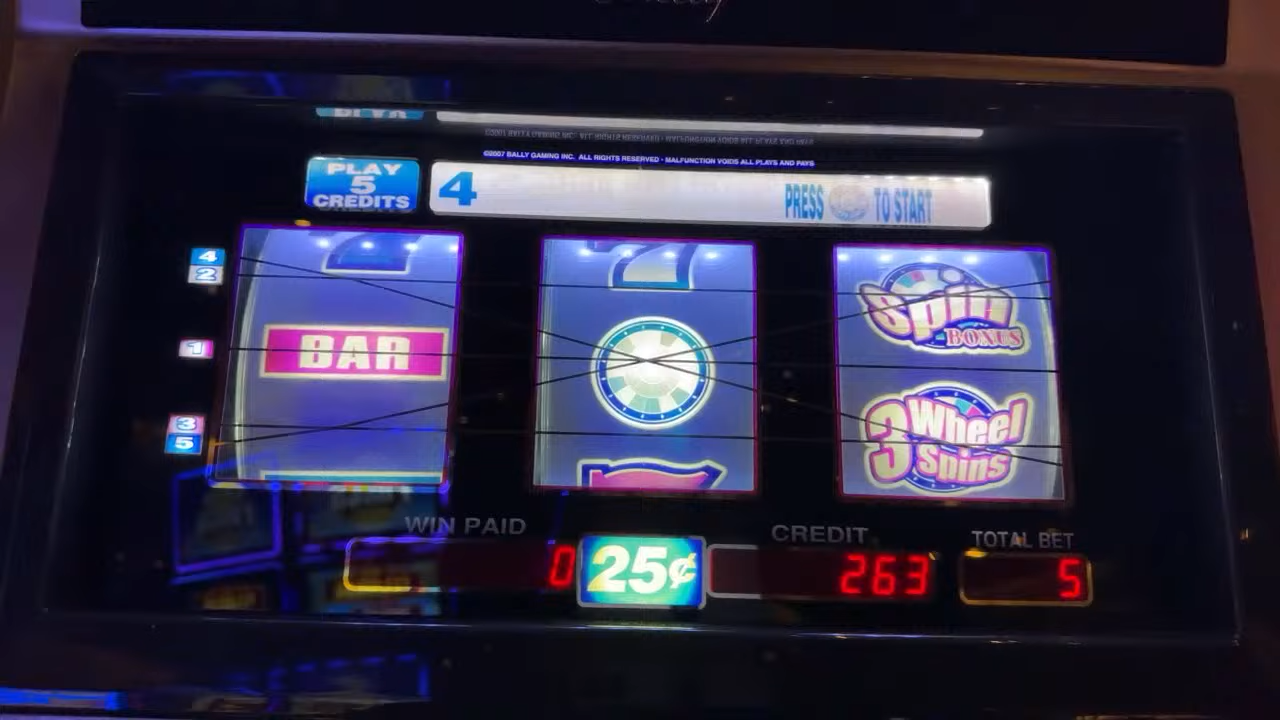 ©2007 BALLY GAMING INC. ALL RIGHTS RESERVED - MALFUNCTION VOIDS ALL PLAYS AND PAYS
PLAY
5
CREDITS
4
PRESS TO START
4
2
1
3
5
BAR
Spin
BONUS
3 Wheel
Spins
WIN PAID
0
25¢
CREDIT
263
TOTAL BET
5